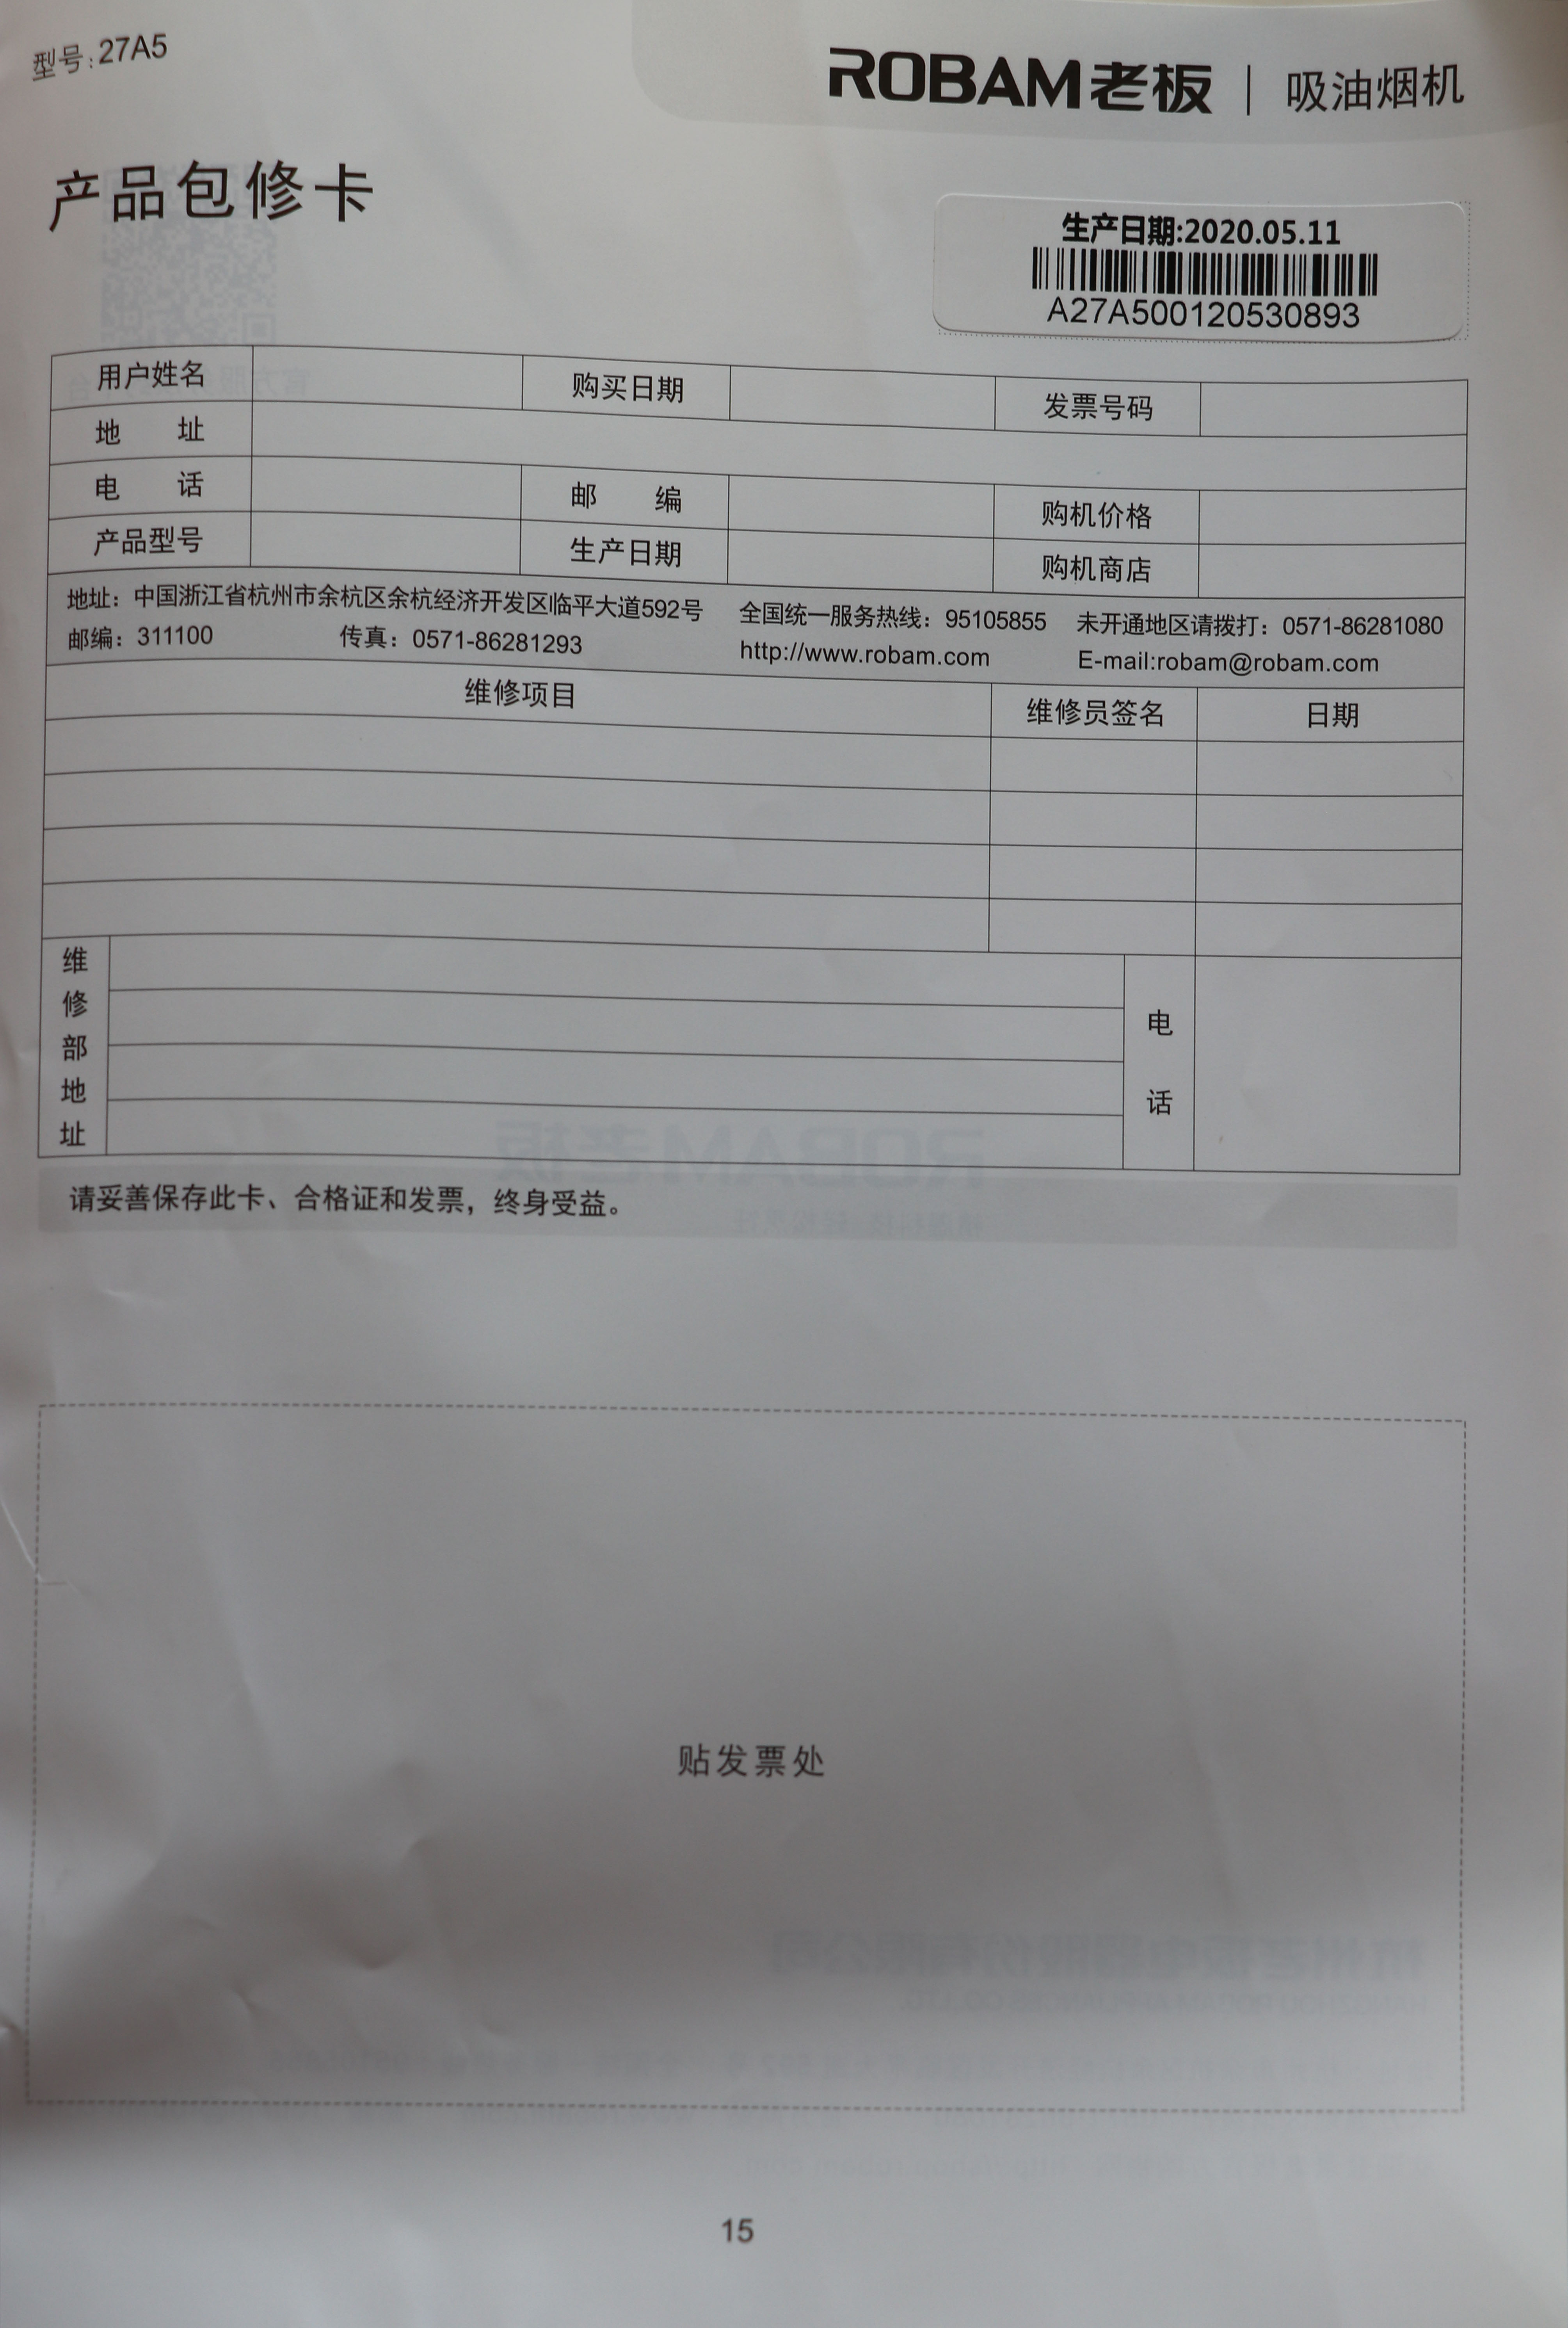 型号:27A5
ROBAM老板 | 吸油烟机
产品包修卡
生产日期:2020.05.11
A27A500120530893
用户姓名 购买日期 发票号码
地 址
电 话 邮 编 购机价格
产品型号 生产日期 购机商店
地址：中国浙江省杭州市余杭区余杭经济开发区临平大道592号 全国统一服务热线：95105855 未开通地区请拨打：0571-86281080
邮编：311100 传真：0571-86281293 http://www.robam.com E-mail:robam@robam.com
维修项目 维修员签名 日期
维修部地址 电话
请妥善保存此卡、合格证和发票，终身受益。
贴发票处
15